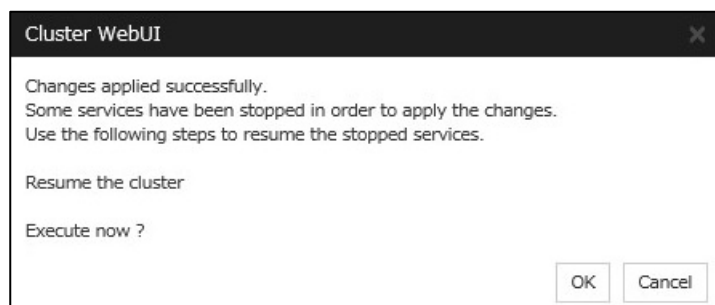 Cluster WebUI
Changes applied successfully.
Some services have been stopped in order to apply the changes.
Use the following steps to resume the stopped services.
Resume the cluster
Execute now ?
OK
Cancel